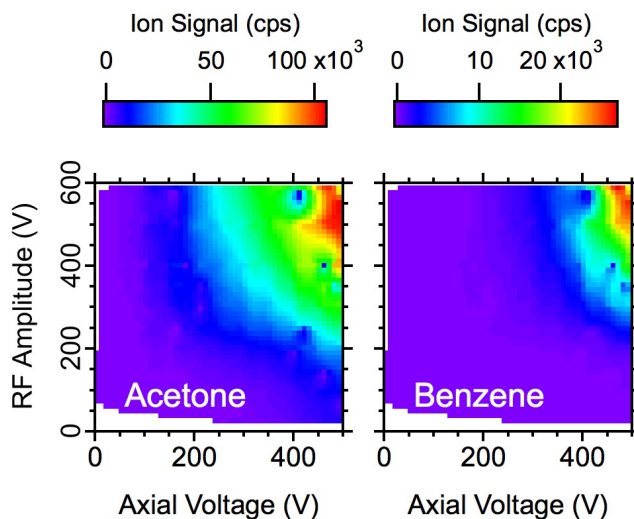 Ion Signal (cps)
0 50 100 x10³
Ion Signal (cps)
0 10 20 x10³
RF Amplitude (V)
600
400
200
0
Acetone
Benzene
0 200 400
0 200 400
Axial Voltage (V)
Axial Voltage (V)